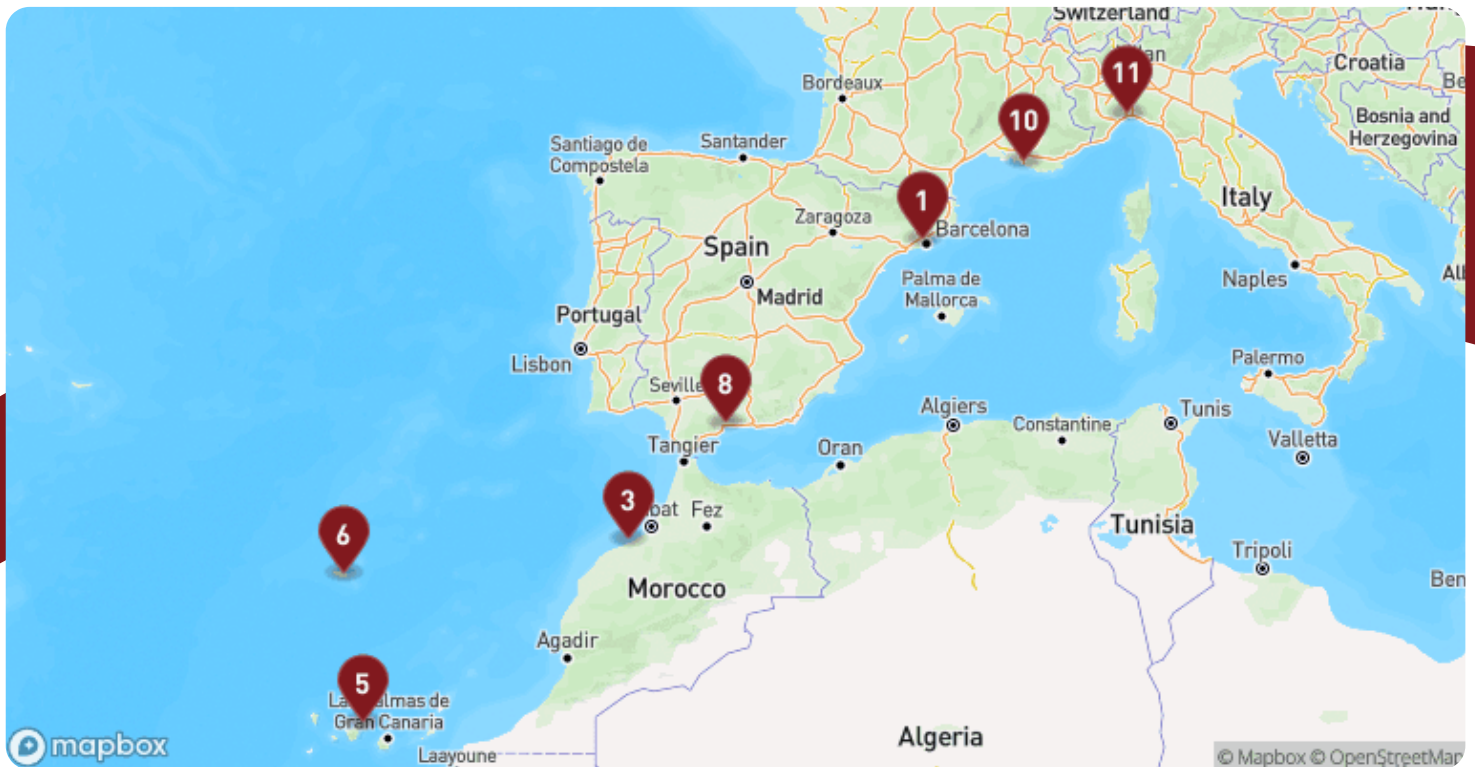 Switzerland
11
Croatia
Bordeaux
10
Bosnia and
Herzegovina
Santiago de
Compostela
Santander
1
Zaragoza
Barcelona
Italy
Spain
Palma de
Mallorca
Naples
Madrid
Portugal
Lisbon
Palermo
8
Seville
Algiers
Constantine
Tunis
Tangier
Oran
Valletta
3
Fez
6
Tunisia
Tripoli
Morocco
Agadir
5
Gran Canaria
Algeria
Laayoune
mapbox
© Mapbox © OpenStreetMap